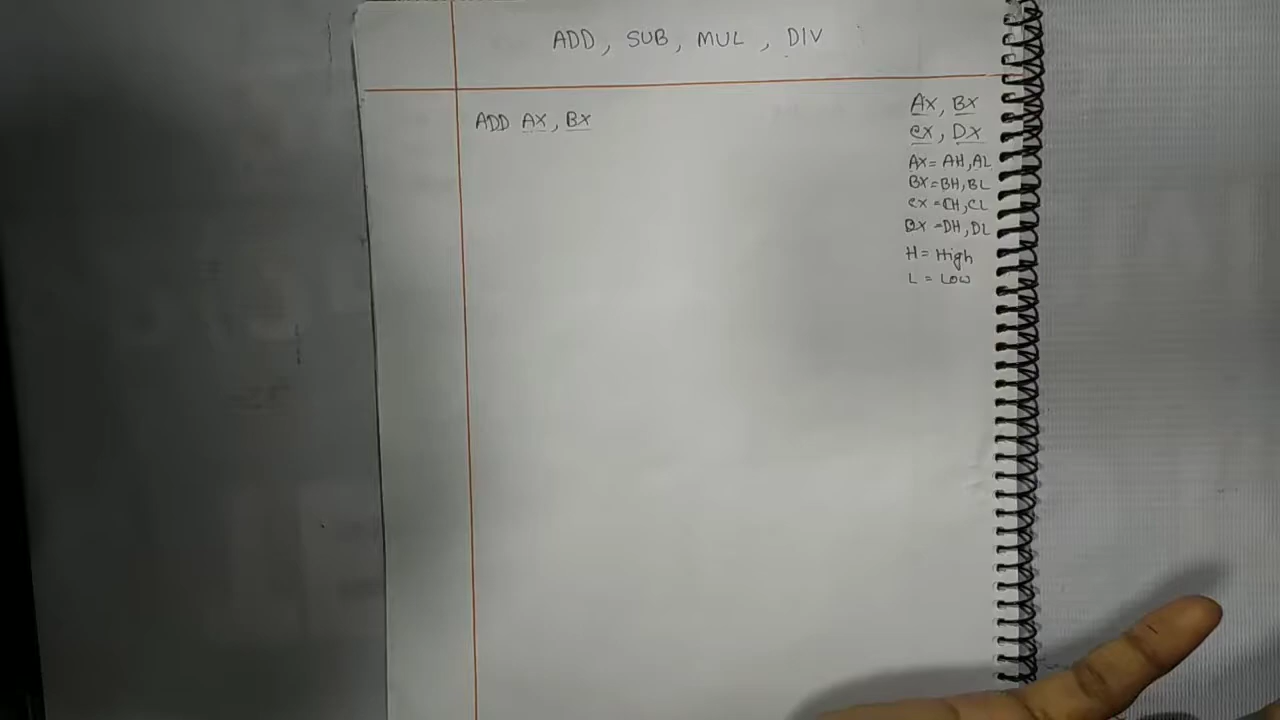 ADD, SUB, MUL, DIV
ADD AX, BX
AX, BX
CX, DX
AX= AH,AL
BX=BH,BL
CX =CH,CL
BX =DH,DL
H= High
L = Low